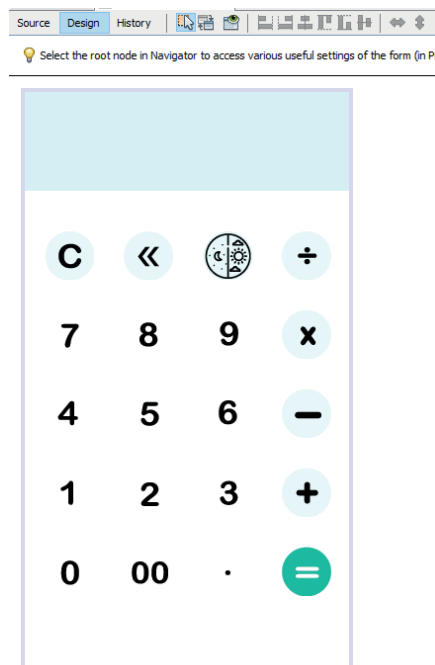 Source Design History
Select the root node in Navigator to access various useful settings of the form (in P
C « ÷
7 8 9 x
4 5 6 −
1 2 3 +
0 00 . =